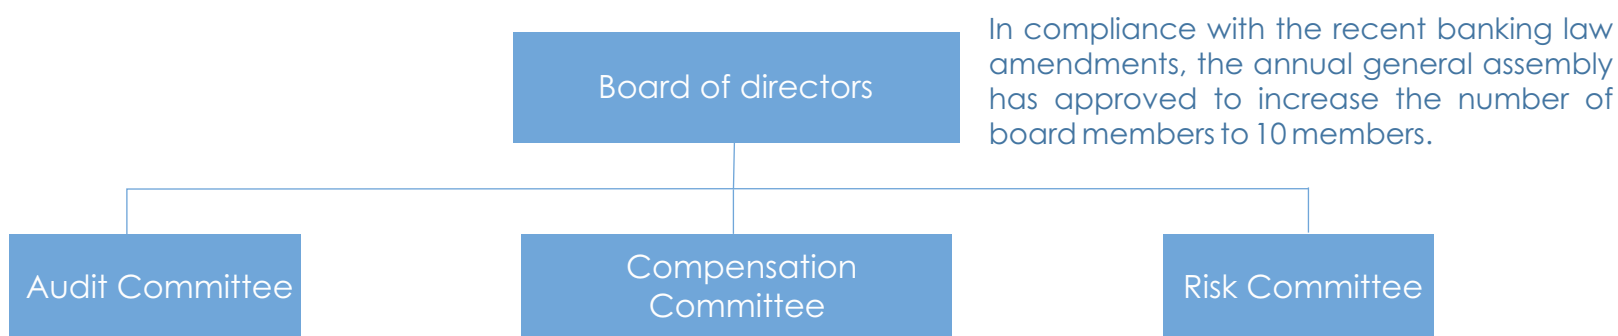 Board of directors
In compliance with the recent banking law
amendments, the annual general assembly
has approved to increase the number of
board members to 10 members.
Audit Committee
Compensation
Committee
Risk Committee